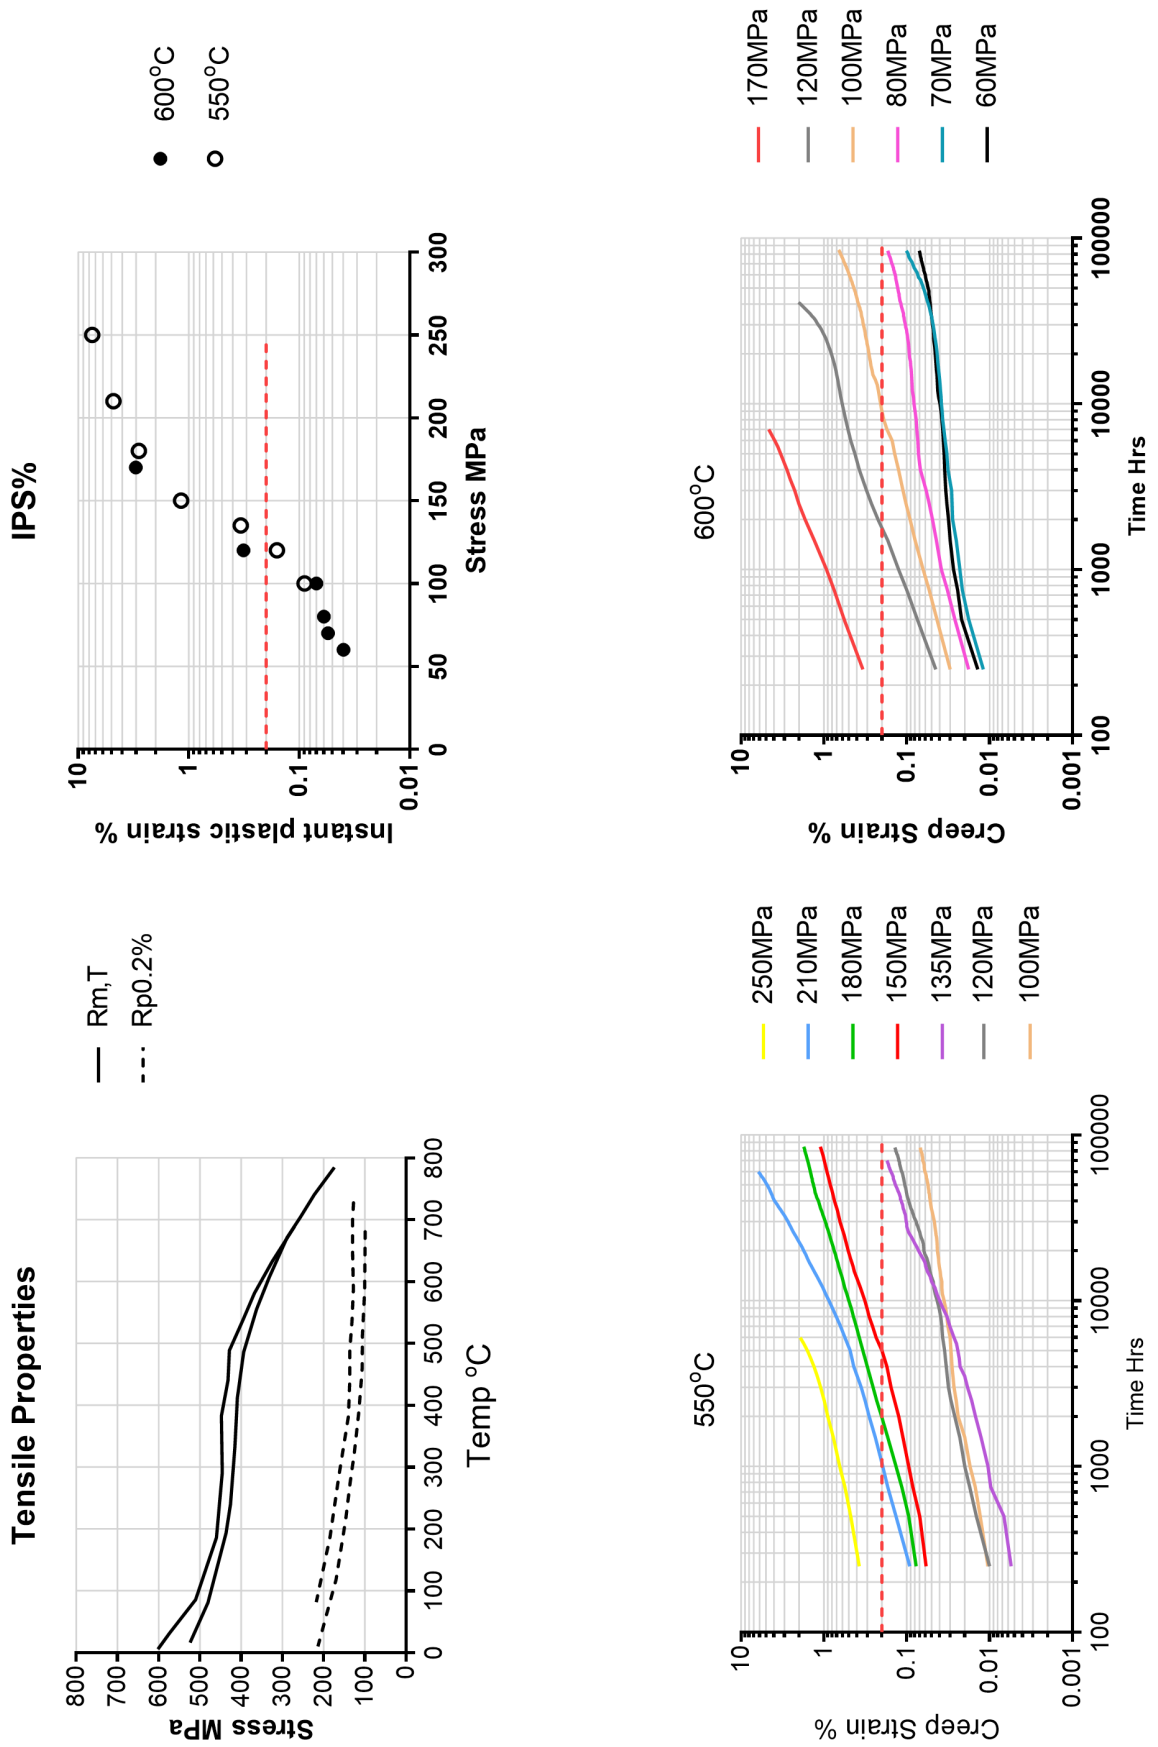 Tensile Properties
800
700
600
500
400
300
200
100
0
Stress MPa
0
100
200
300
400
500
600
700
800
Temp °C
Rm,T
Rp0.2%
IPS%
10
1
0.1
0.01
Instant plastic strain %
0
50
100
150
200
250
300
Stress MPa
600°C
550°C
550°C
10
1
0.1
0.01
0.001
Creep Strain %
100
1000
10000
100000
Time Hrs
250MPa
210MPa
180MPa
150MPa
135MPa
120MPa
100MPa
600°C
10
1
0.1
0.01
0.001
Creep Strain %
100
1000
10000
100000
Time Hrs
170MPa
120MPa
100MPa
80MPa
70MPa
60MPa